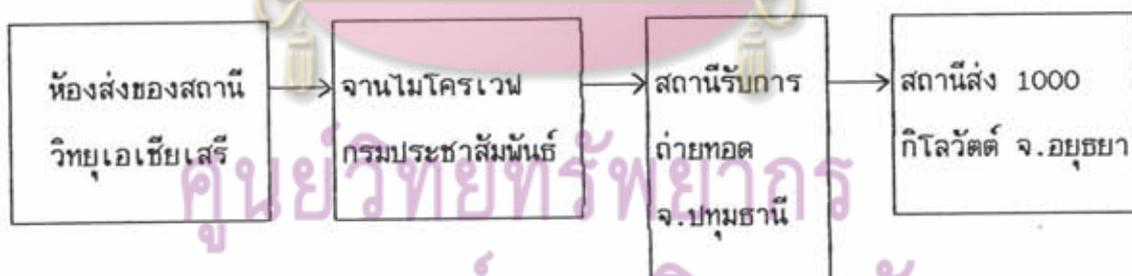 ห้องส่งของสถานี
วิทยุเอเชียเสรี
จานไมโครเวฟ
กรมประชาสัมพันธ์
สถานีรับการ
ถ่ายทอด
จ.ปทุมธานี
สถานีส่ง 1000
กิโลวัตต์ จ.อยุธยา
ศูนย์วิทยทรัพยากร